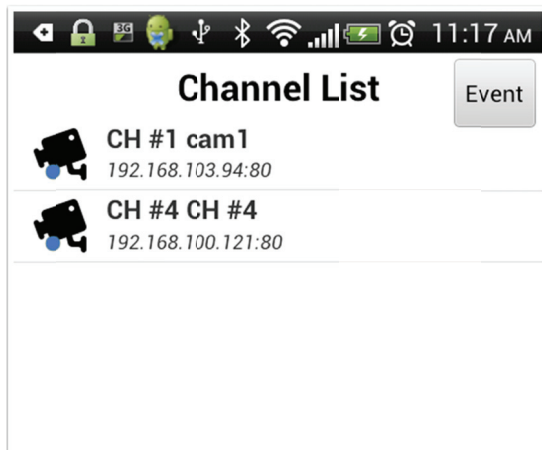 3G
11:17 AM
Channel List
Event
CH #1 cam1
192.168.103.94:80
CH #4 CH #4
192.168.100.121:80